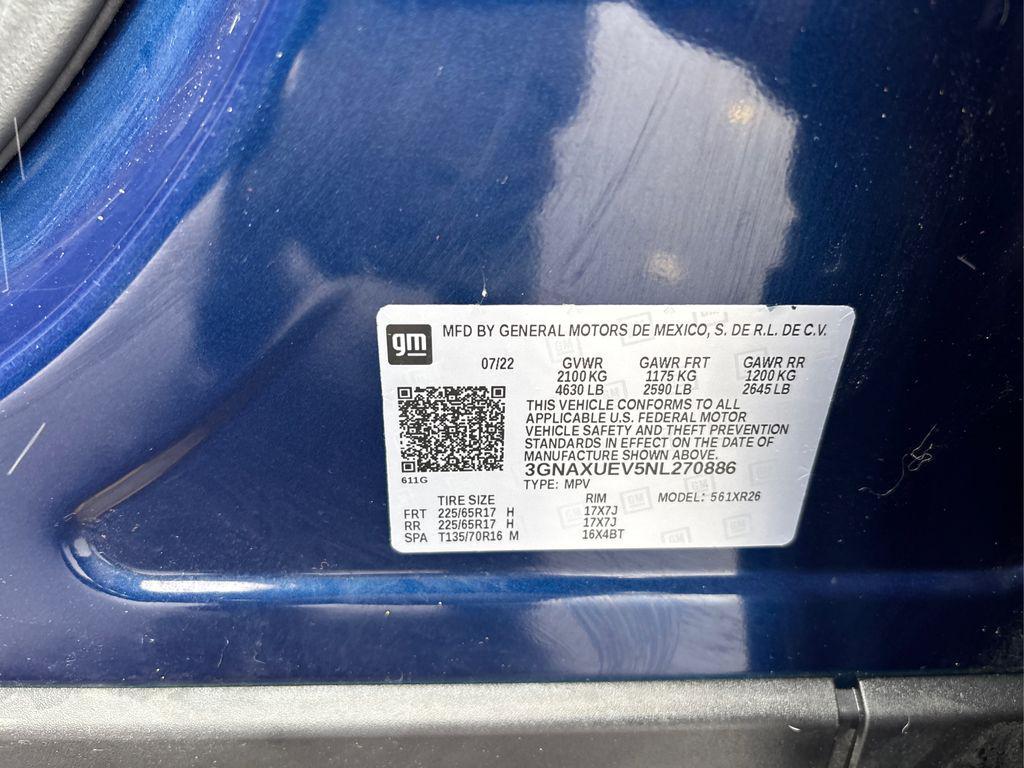 gm MFD BY GENERAL MOTORS DE MEXICO, S. DE R.L. DE C.V.
07/22 GVWR GAWR FRT GAWR RR
2100 KG 1175 KG 1200 KG
4630 LB 2590 LB 2645 LB
THIS VEHICLE CONFORMS TO ALL
APPLICABLE U.S. FEDERAL MOTOR
VEHICLE SAFETY AND THEFT PREVENTION
STANDARDS IN EFFECT ON THE DATE OF
MANUFACTURE SHOWN ABOVE.
3GNAXUEV5NL270886
611G
TYPE: MPV
TIRE SIZE RIM MODEL: 561XR26
FRT 225/65R17 H 17X7J
RR 225/65R17 H 17X7J
SPA T135/70R16 M 16X4BT